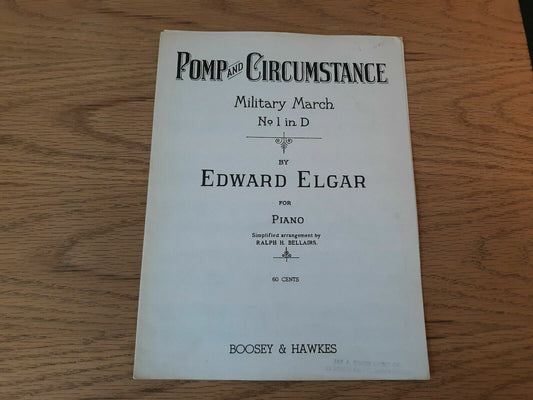 POMP AND CIRCUMSTANCE
Military March
No 1 in D
BY
EDWARD ELGAR
FOR
PIANO
Simplified arrangement by
RALPH H. BELLAIRS.
60 CENTS
BOOSEY & HAWKES